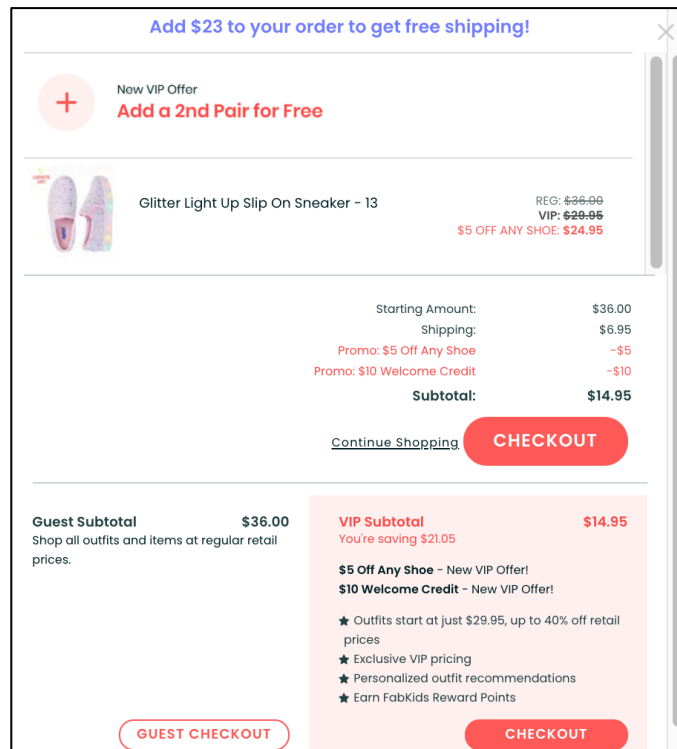 Add $23 to your order to get free shipping!
New VIP Offer
Add a 2nd Pair for Free
LIGHTS
UP!
Glitter Light Up Slip On Sneaker - 13
REG: $36.00
VIP: $29.95
$5 OFF ANY SHOE: $24.95
Starting Amount: $36.00
Shipping: $6.95
Promo: $5 Off Any Shoe -$5
Promo: $10 Welcome Credit -$10
Subtotal: $14.95
Continue Shopping CHECKOUT
Guest Subtotal $36.00
Shop all outfits and items at regular retail
prices.
GUEST CHECKOUT
VIP Subtotal $14.95
You're saving $21.05
$5 Off Any Shoe - New VIP Offer!
$10 Welcome Credit - New VIP Offer!
★ Outfits start at just $29.95, up to 40% off retail
prices
★ Exclusive VIP pricing
★ Personalized outfit recommendations
★ Earn FabKids Reward Points
CHECKOUT